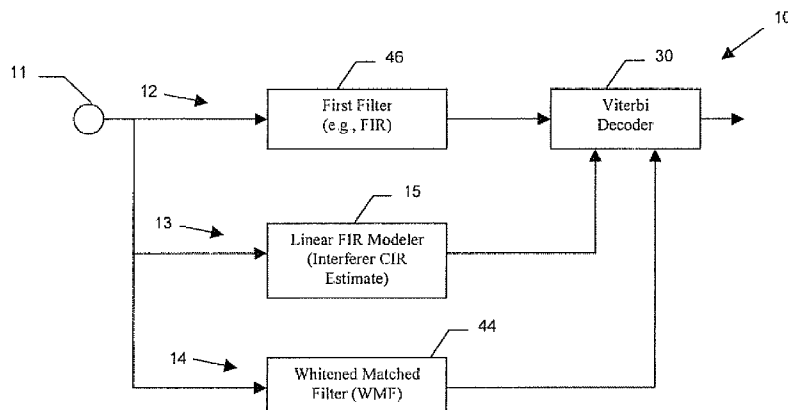 10
11
12
46
30
First Filter
(e.g., FIR)
Viterbi
Decoder
13
15
Linear FIR Modeler
(Interferer CIR
Estimate)
14
44
Whitened Matched
Filter (WMF)